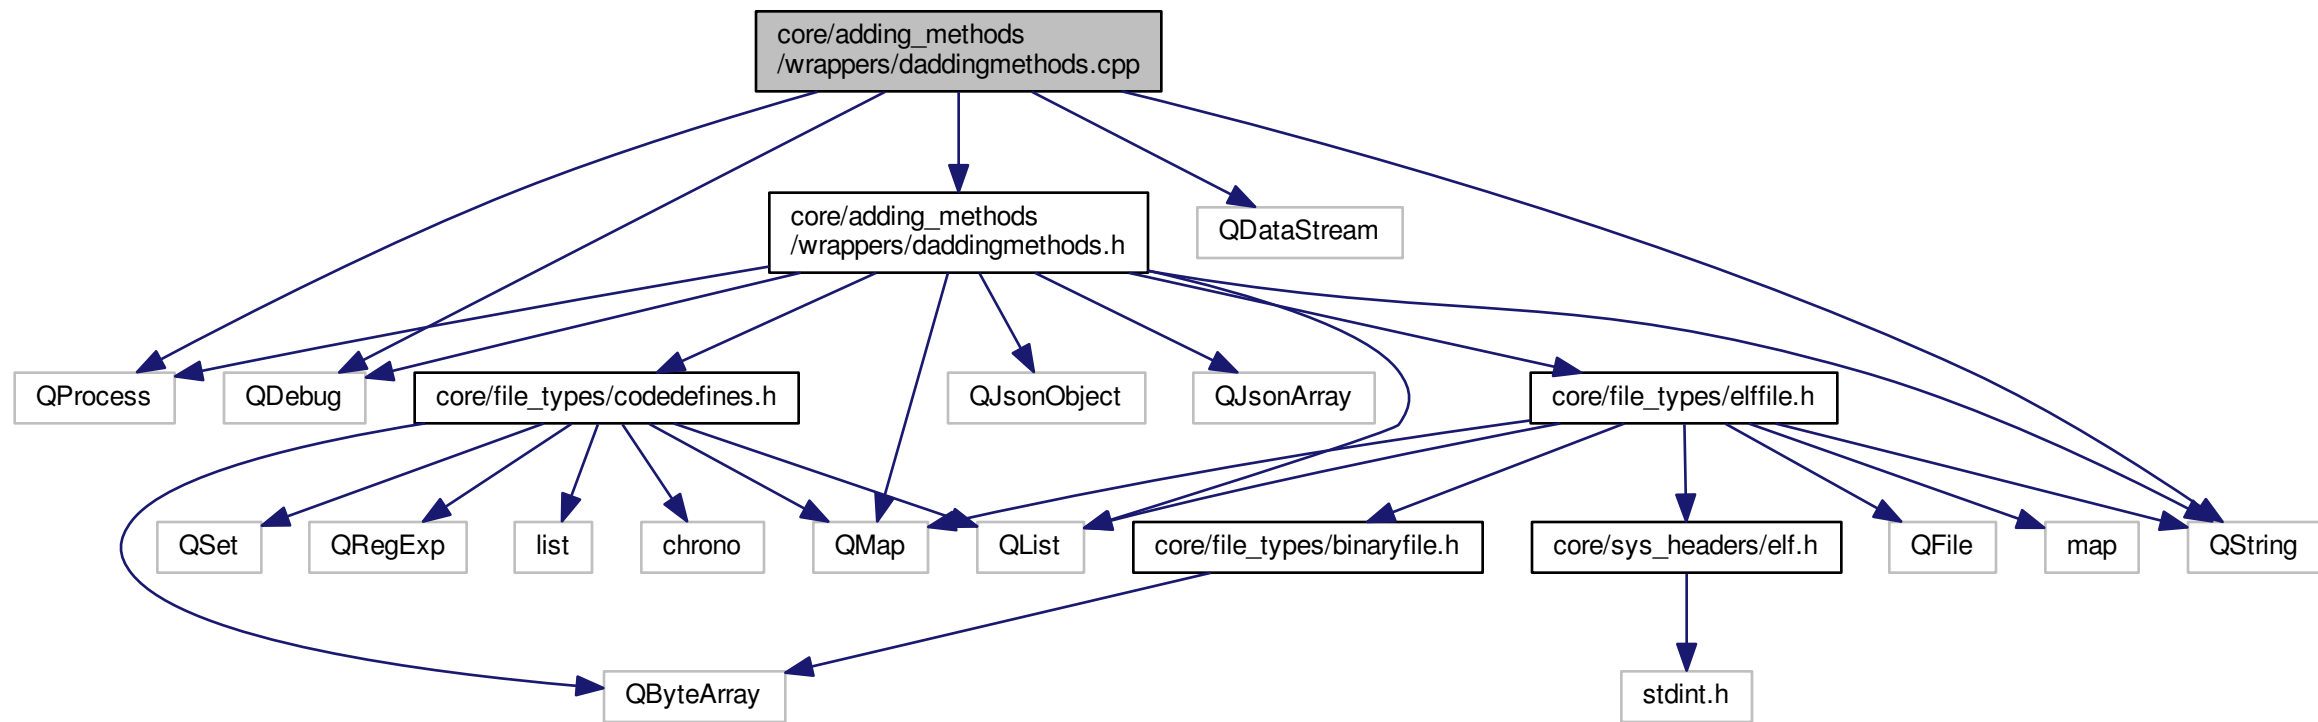 core/adding_methods
/wrappers/daddingmethods.cpp
core/adding_methods
/wrappers/daddingmethods.h
QDataStream
QProcess
QDebug
core/file_types/codedefines.h
QJsonObject
QJsonArray
core/file_types/elffile.h
QSet
QRegExp
list
chrono
QMap
QList
core/file_types/binaryfile.h
core/sys_headers/elf.h
QFile
map
QString
QByteArray
stdint.h